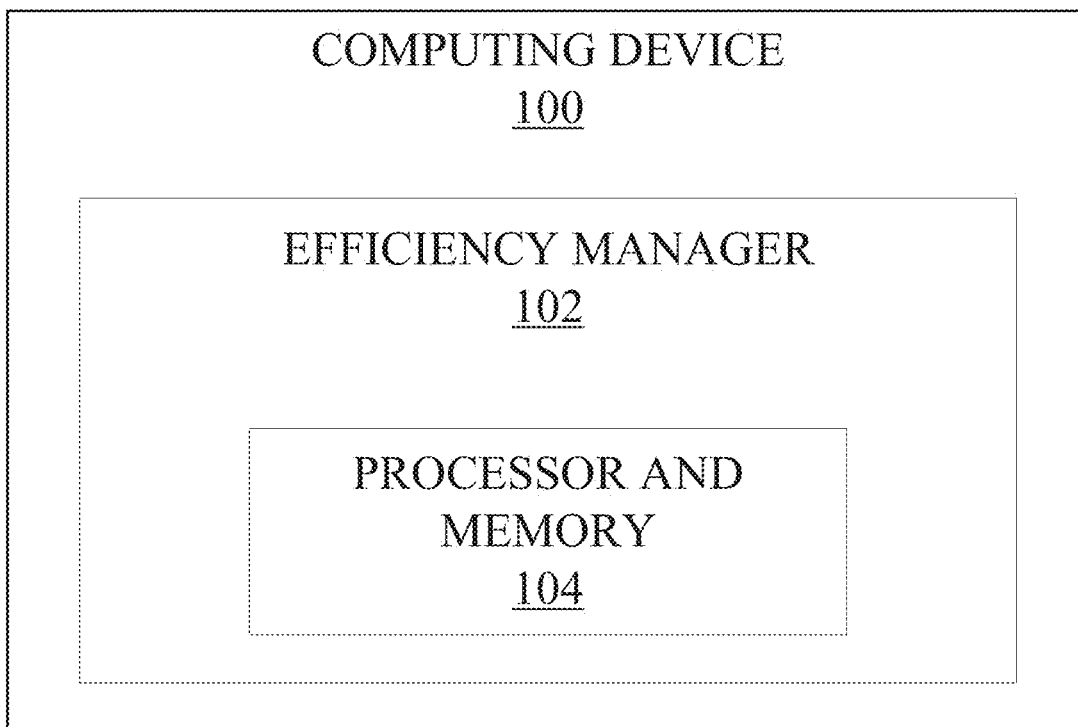 COMPUTING DEVICE
100
EFFICIENCY MANAGER
102
PROCESSOR AND
MEMORY
104